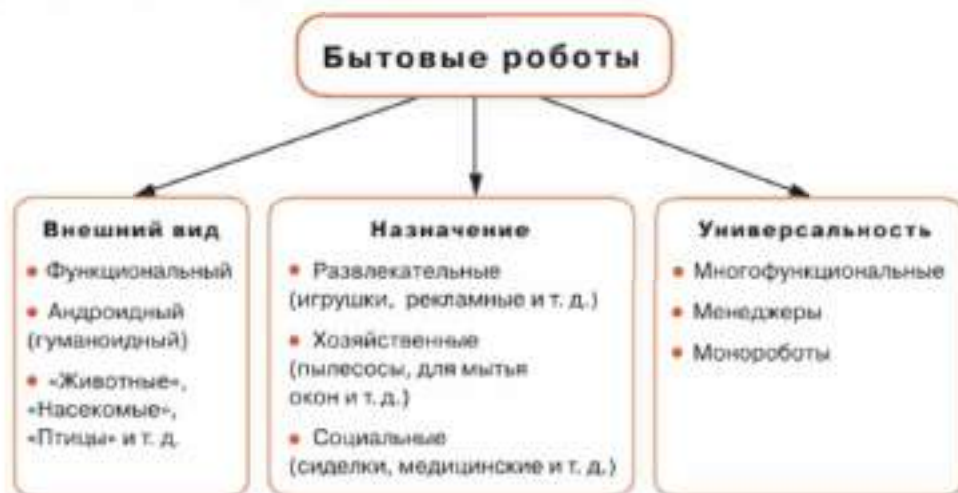 Бытовые роботы
Внешний вид
• Функциональный
• Андроидный
(гуманоидный)
• «Животные»,
«Насекомые»,
«Птицы» и т. д.
Назначение
• Развлекательные
(игрушки, рекламные и т. д.)
• Хозяйственные
(пылесосы, для мытья
окон и т. д.)
• Социальные
(сиделки, медицинские и т. д.)
Универсальность
• Многофункциональные
• Менеджеры
• Монороботы